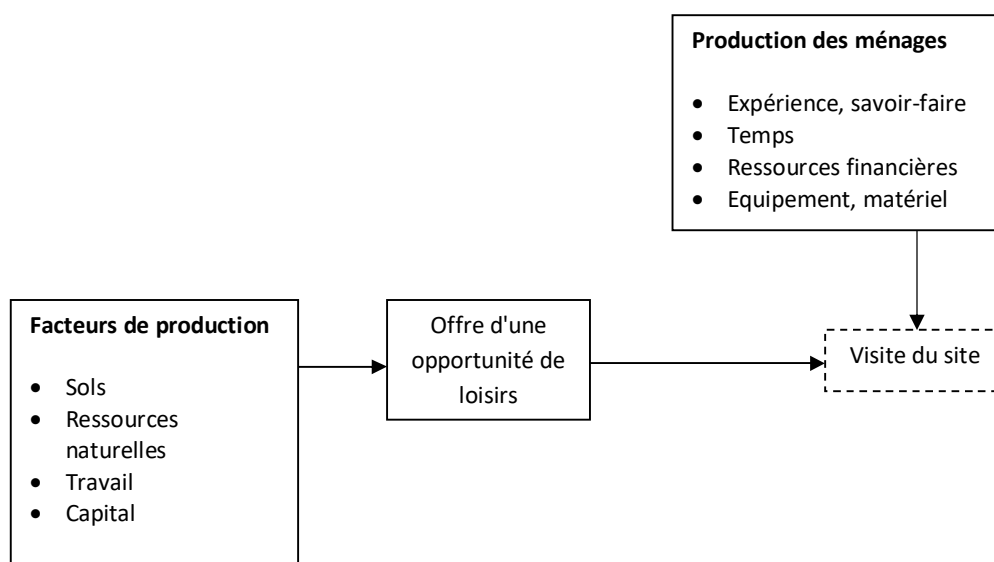 Production des ménages
• Expérience, savoir-faire
• Temps
• Ressources financières
• Equipement, matériel
Facteurs de production
• Sols
• Ressources
naturelles
• Travail
• Capital
Offre d'une
opportunité de
loisirs
Visite du site